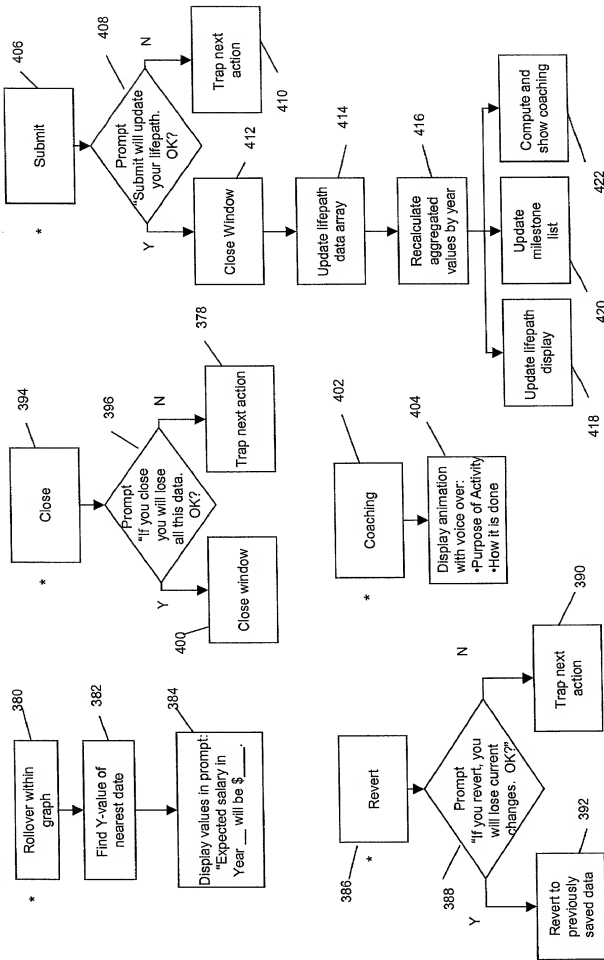 *
380
Rollover within
graph
382
Find Y-value of
nearest date
384
Display values in prompt:
"Expected salary in
Year __ will be $____.
*
394
Close
396
Prompt
"If you close
you will lose
all this data.
OK?
Y
N
400
Close window
378
Trap next action
*
406
Submit
408
Prompt
"Submit will update
your lifepath.
OK?
Y
N
Trap next
action
410
412
Close Window
414
Update lifepath
data array
416
Recalculate
aggregated
values by year
Update lifepath
display
418
Update
milestone
list
420
Compute and
show coaching
422
386
*
Revert
388
Prompt
"If you revert, you
will lose current
changes. OK?"
Y
N
392
Revert to
previously
saved data
390
Trap next
action
*
402
Coaching
404
Display animation
with voice over:
•Purpose of Activity
•How it is done